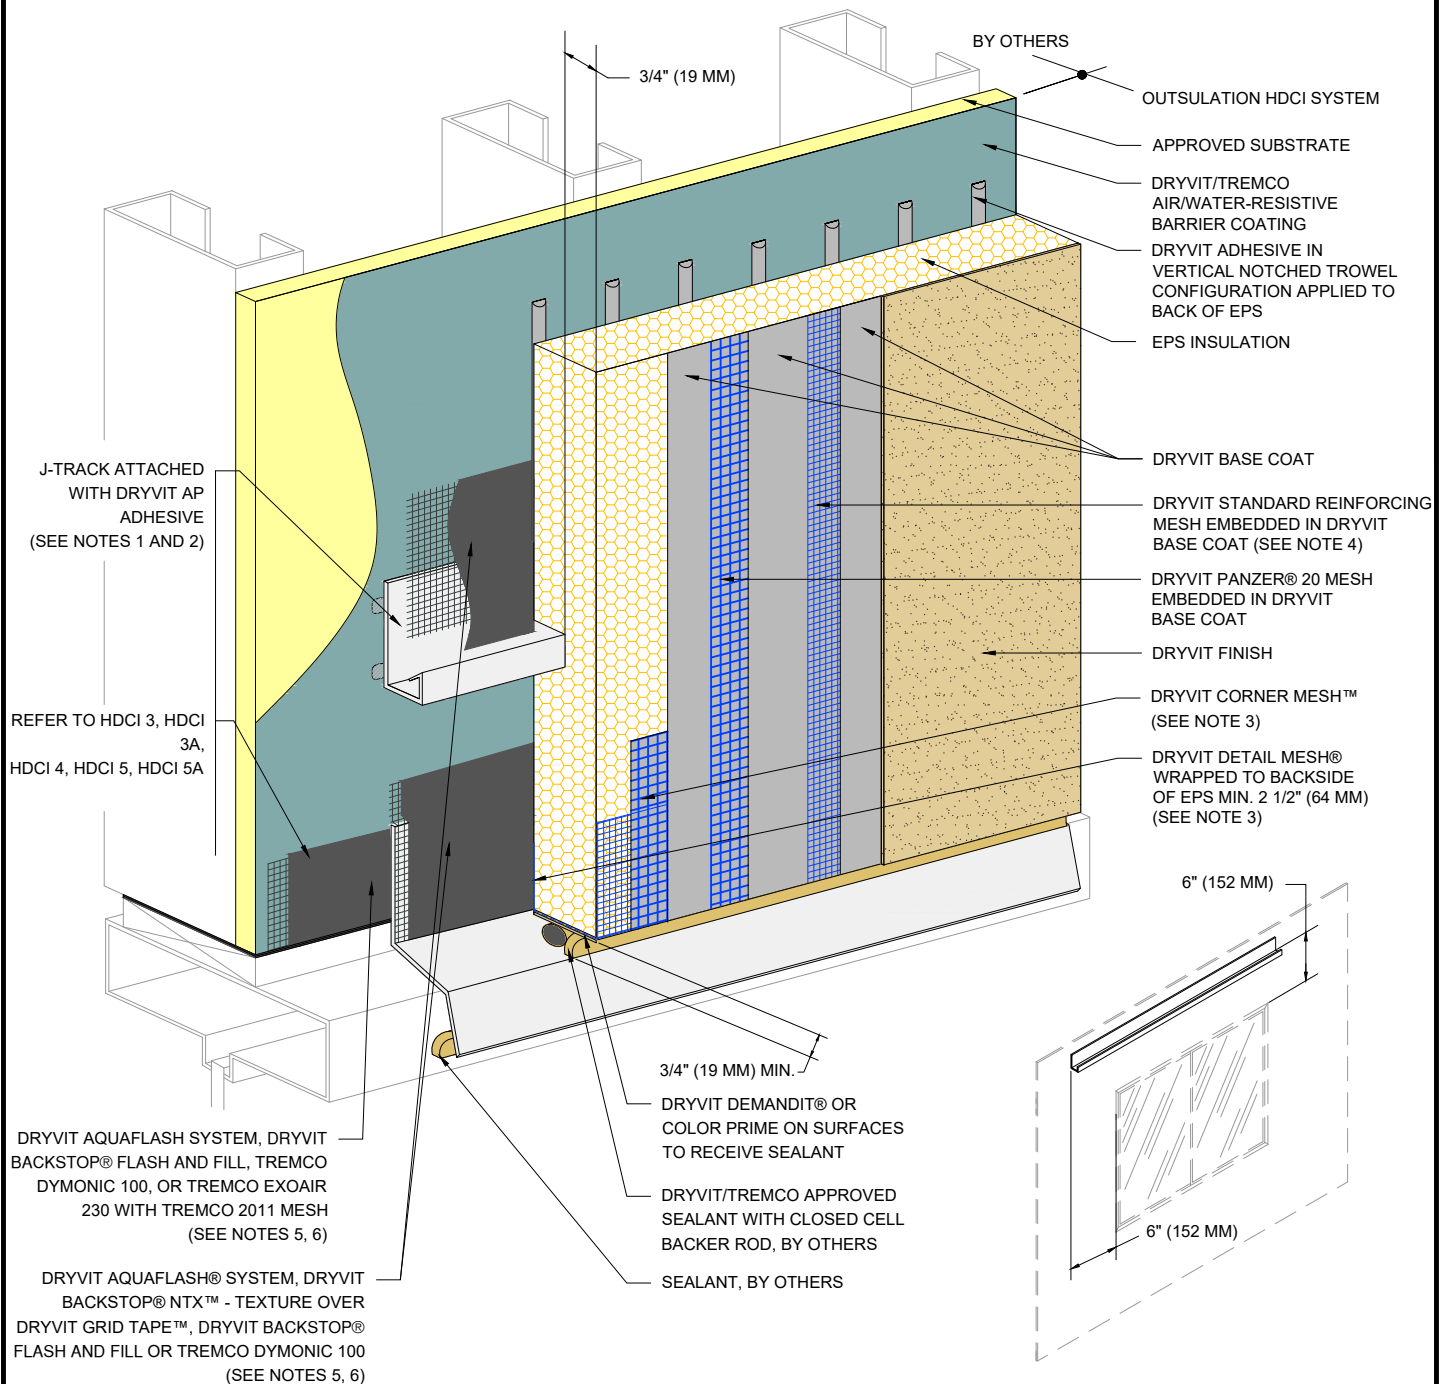 3/4" (19 MM)
BY OTHERS
OUTSULATION HDCI SYSTEM
APPROVED SUBSTRATE
DRYVIT/TREMCO
AIR/WATER-RESISTIVE
BARRIER COATING
DRYVIT ADHESIVE IN
VERTICAL NOTCHED TROWEL
CONFIGURATION APPLIED TO
BACK OF EPS
EPS INSULATION
DRYVIT BASE COAT
DRYVIT STANDARD REINFORCING
MESH EMBEDDED IN DRYVIT
BASE COAT (SEE NOTE 4)
DRYVIT PANZER® 20 MESH
EMBEDDED IN DRYVIT
BASE COAT
DRYVIT FINISH
DRYVIT CORNER MESH™
(SEE NOTE 3)
DRYVIT DETAIL MESH®
WRAPPED TO BACKSIDE
OF EPS MIN. 2 1/2" (64 MM)
(SEE NOTE 3)
J-TRACK ATTACHED
WITH DRYVIT AP
ADHESIVE
(SEE NOTES 1 AND 2)
REFER TO HDCI 3, HDCI
3A,
HDCI 4, HDCI 5, HDCI 5A
DRYVIT AQUAFLASH SYSTEM, DRYVIT
BACKSTOP® FLASH AND FILL, TREMCO
DYMONIC 100, OR TREMCO EXOAIR
230 WITH TREMCO 2011 MESH
(SEE NOTES 5, 6)
DRYVIT AQUAFLASH® SYSTEM, DRYVIT
BACKSTOP® NTX™ - TEXTURE OVER
DRYVIT GRID TAPE™, DRYVIT BACKSTOP®
FLASH AND FILL OR TREMCO DYMONIC 100
(SEE NOTES 5, 6)
3/4" (19 MM) MIN.
DRYVIT DEMANDIT® OR
COLOR PRIME ON SURFACES
TO RECEIVE SEALANT
DRYVIT/TREMCO APPROVED
SEALANT WITH CLOSED CELL
BACKER ROD, BY OTHERS
SEALANT, BY OTHERS
6" (152 MM)
6" (152 MM)